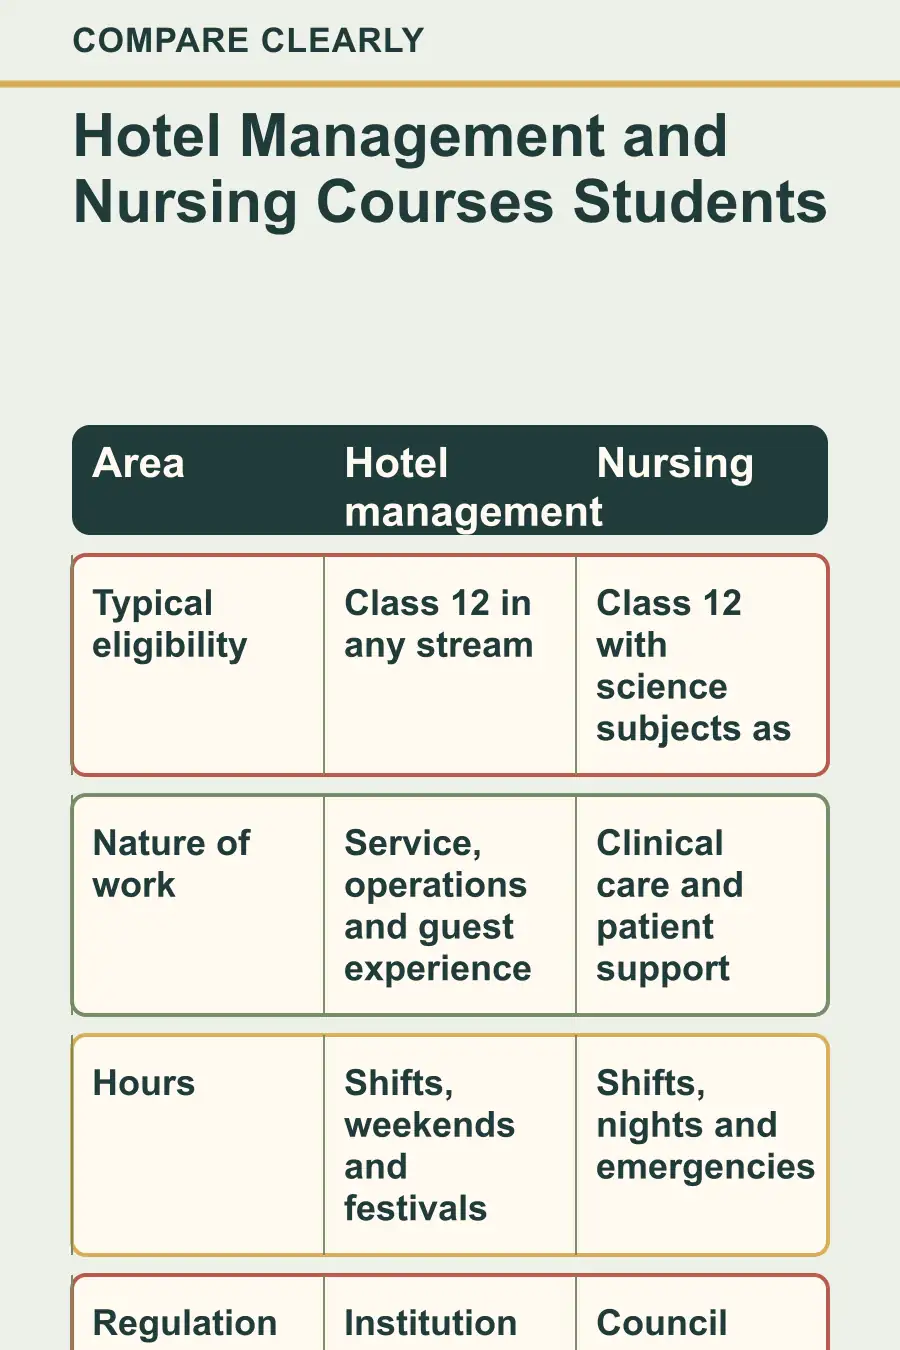 COMPARE CLEARLY
Hotel Management and
Nursing Courses Students
Area
Hotel
management
Nursing
Typical
eligibility
Class 12 in
any stream
Class 12
with
science
subjects as
Nature of
work
Service,
operations
and guest
experience
Clinical
care and
patient
support
Hours
Shifts,
weekends
and
festivals
Shifts,
nights and
emergencies
Regulation
Institution
Council